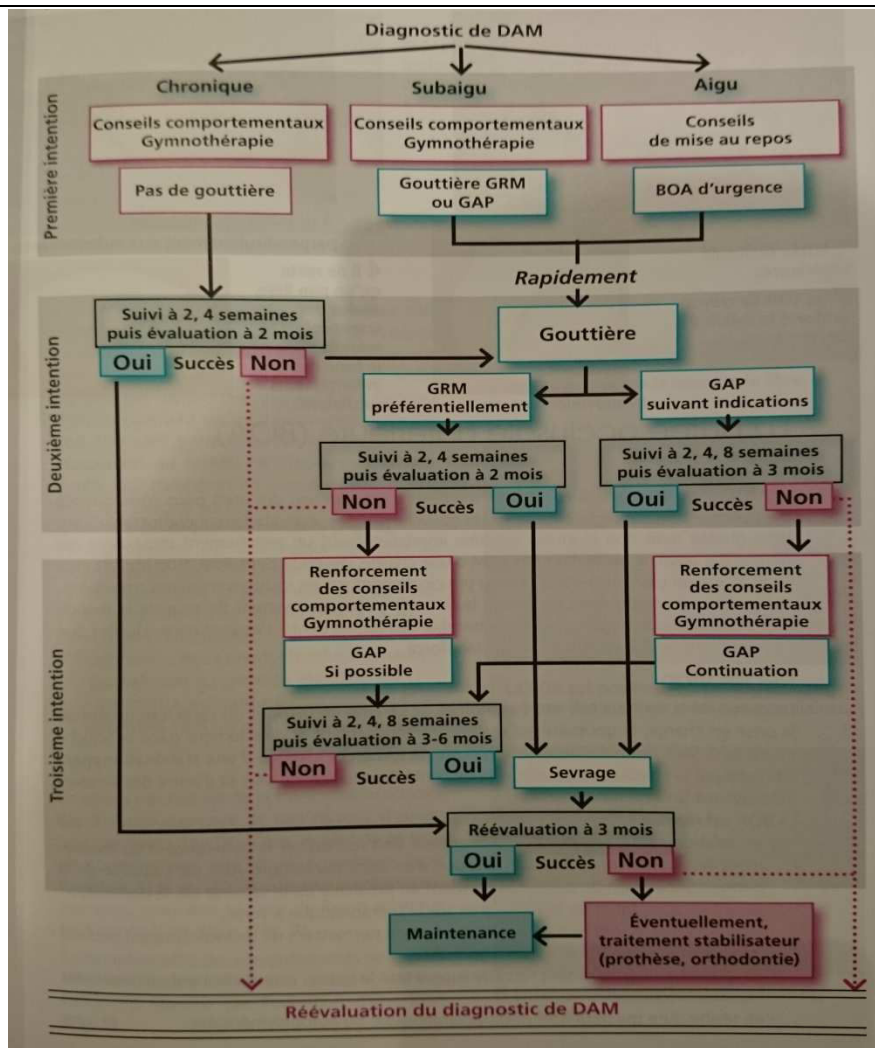 Diagnostic de DAM
Première intention
Chronique
Subaigu
Aigu
Conseils comportementaux
Gymnothérapie
Conseils comportementaux
Gymnothérapie
Conseils
de mise au repos
Pas de gouttière
Gouttière GRM
ou GAP
BOA d'urgence
Rapidement
Deuxième intention
Suivi à 2, 4 semaines
puis évaluation à 2 mois
Oui Succès Non
Gouttière
GRM
préférentiellement
GAP
suivant indications
Suivi à 2, 4 semaines
puis évaluation à 2 mois
Non Succès Oui
Suivi à 2, 4, 8 semaines
puis évaluation à 3 mois
Oui Succès Non
Troisième intention
Renforcement
des conseils
comportementaux
Gymnothérapie
Renforcement
des conseils
comportementaux
Gymnothérapie
GAP
Si possible
GAP
Continuation
Suivi à 2, 4, 8 semaines
puis évaluation à 3-6 mois
Non Succès Oui
Sevrage
Réévaluation à 3 mois
Oui Succès Non
Maintenance
Éventuellement,
traitement stabilisateur
(prothèse, orthodontie)
Réévaluation du diagnostic de DAM